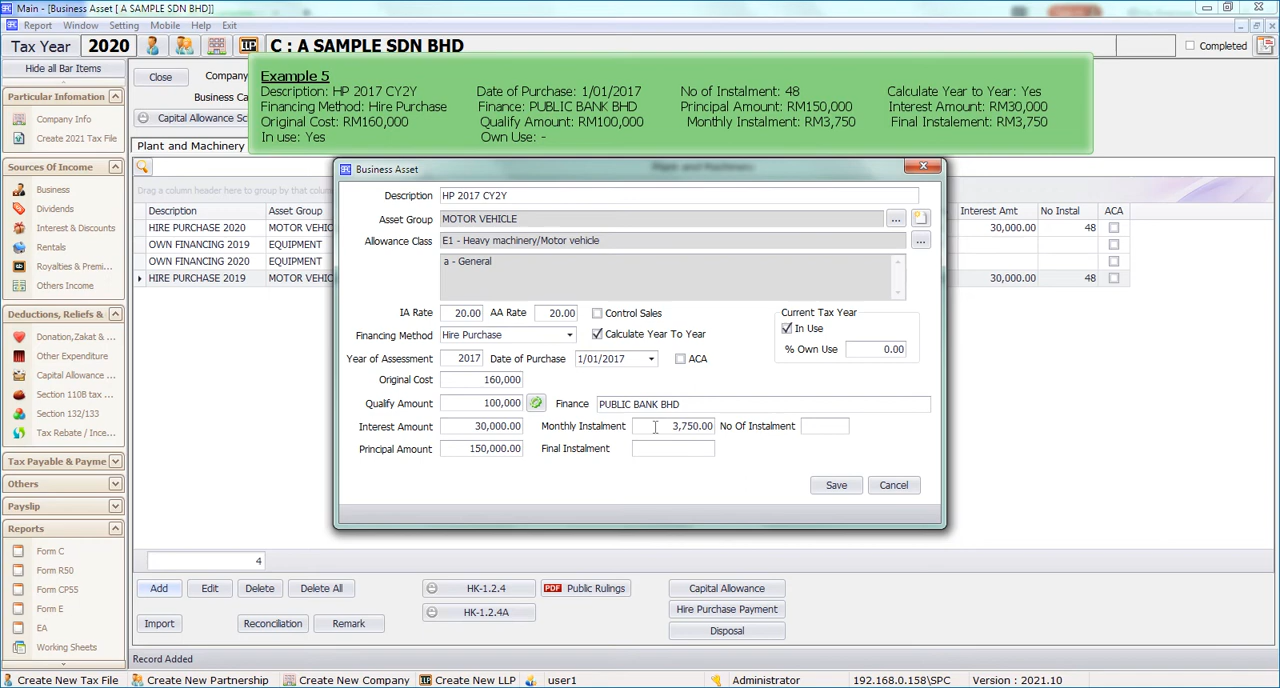 Main - [Business Asset [ A SAMPLE SDN BHD]]
Report Window Setting Mobile Help Exit
Tax Year 2020 ILP C : A SAMPLE SDN BHD Completed
Hide all Bar Items
Particular Infomation
Company Info
Create 2021 Tax File
Sources Of Income
Business
Dividends
Interest & Discounts
Rentals
Royalties & Premi...
Others Income
Deductions, Reliefs &
Donation,Zakat & ...
Other Expenditure
Capital Allowance ...
Section 110B tax ...
Section 132/133
Tax Rebate / Ince...
Tax Payable & Payme
Others
Payslip
Reports
Form C
Form R50
Form CP55
Form E
EA
Working Sheets
Close Company
Business Ca
Capital Allowance Sc
Plant and Machinery
Example 5
Description: HP 2017 CY2Y Date of Purchase: 1/01/2017 No of Instalment: 48 Calculate Year to Year: Yes
Financing Method: Hire Purchase Finance: PUBLIC BANK BHD Principal Amount: RM150,000 Interest Amount: RM30,000
Original Cost: RM160,000 Qualify Amount: RM100,000 Monthly Instalment: RM3,750 Final Instalement: RM3,750
In use: Yes Own Use: -
Drag a column header here to group by that colum
Description Asset Group Interest Amt No Instal ACA
HIRE PURCHASE 2020 MOTOR VEHIC 30,000.00 48
OWN FINANCING 2019 EQUIPMENT
OWN FINANCING 2020 EQUIPMENT
HIRE PURCHASE 2019 MOTOR VEHIC 30,000.00 48
Business Asset
Description HP 2017 CY2Y
Asset Group MOTOR VEHICLE ...
Allowance Class E1 - Heavy machinery/Motor vehicle ...
a - General
IA Rate 20.00 AA Rate 20.00 Control Sales
Current Tax Year
Financing Method Hire Purchase Calculate Year To Year In Use
% Own Use 0.00
Year of Assessment 2017 Date of Purchase 1/01/2017 ACA
Original Cost 160,000
Qualify Amount 100,000 Finance PUBLIC BANK BHD
Interest Amount 30,000.00 Monthly Instalment 3,750.00 No Of Instalment
Principal Amount 150,000.00 Final Instalment
Save Cancel
4
Add Edit Delete Delete All HK-1.2.4 PDF Public Rulings Capital Allowance
HK-1.2.4A Hire Purchase Payment
Import Reconciliation Remark Disposal
Record Added
Create New Tax File Create New Partnership Create New Company ILP Create New LLP user1 Administrator 192.168.0.158\SPC Version : 2021.10